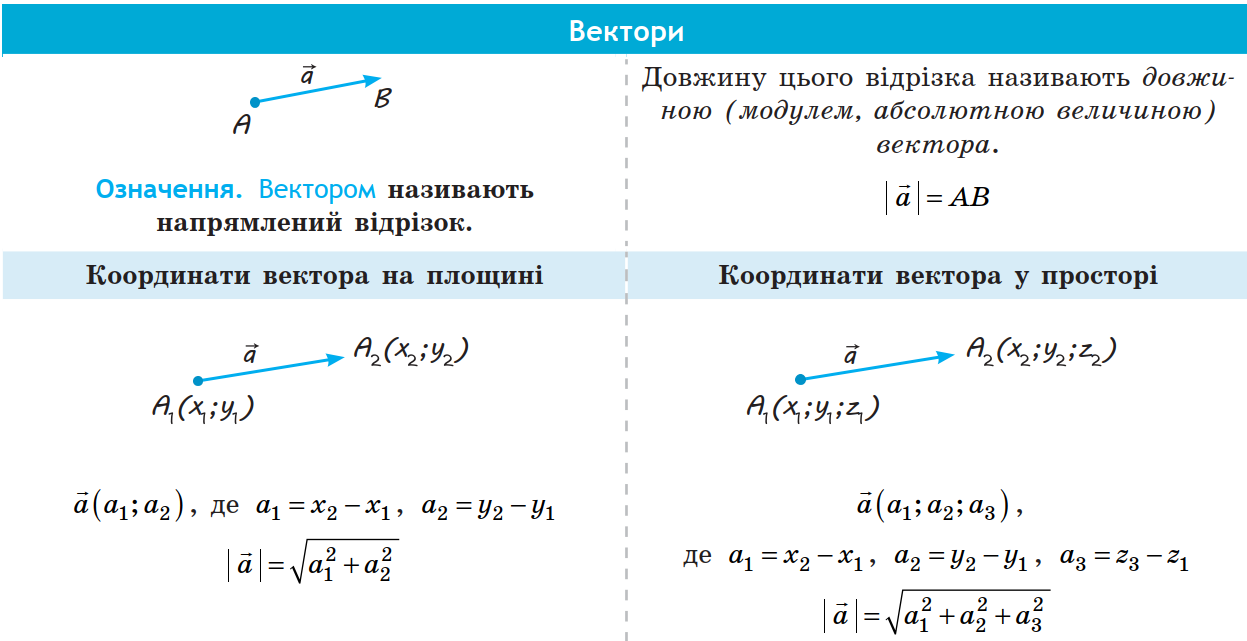 Вектори
a⃗
A
B
Означення. Вектором називають
напрямлений відрізок.
Довжину цього відрізка називають довжи-
ною (модулем, абсолютною величиною)
вектора.
|a⃗| = AB
Координати вектора на площині
a⃗
A₂(x₂;y₂)
A₁(x₁;y₁)
a⃗(a₁; a₂), де a₁ = x₂ – x₁, a₂ = y₂ – y₁
|a⃗| = √(a₁² + a₂²)
Координати вектора у просторі
a⃗
A₂(x₂;y₂;z₂)
A₁(x₁;y₁;z₁)
a⃗(a₁; a₂; a₃),
де a₁ = x₂ – x₁, a₂ = y₂ – y₁, a₃ = z₃ – z₁
|a⃗| = √(a₁² + a₂² + a₃²)